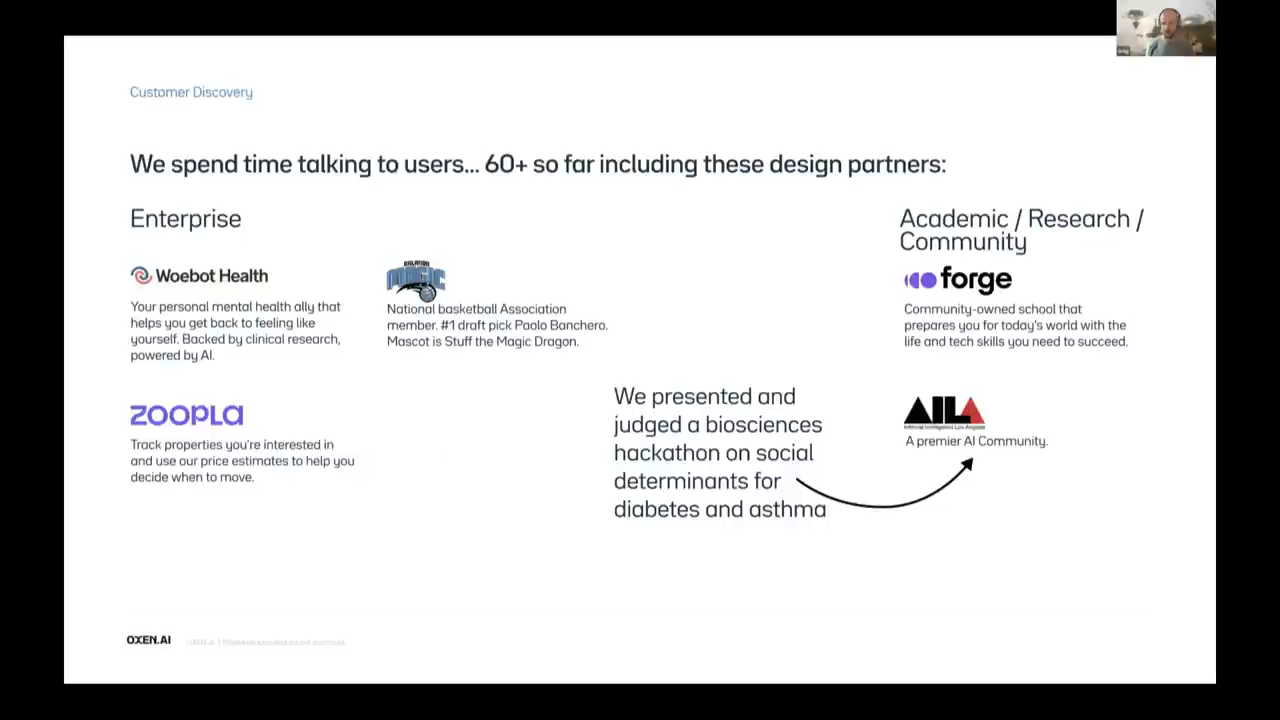 Customer Discovery
We spend time talking to users... 60+ so far including these design partners:
Enterprise
Woebot Health
Your personal mental health ally that
helps you get back to feeling like
yourself. Backed by clinical research,
powered by AI.
ORLANDO
MAGIC
National basketball Association
member. #1 draft pick Paolo Banchero.
Mascot is Stuff the Magic Dragon.
Academic / Research /
Community
forge
Community-owned school that
prepares you for today's world with the
life and tech skills you need to succeed.
ZOOPLA
Track properties you're interested in
and use our price estimates to help you
decide when to move.
We presented and
judged a biosciences
hackathon on social
determinants for
diabetes and asthma
AILA
Artificial Intelligence Los Angeles
A premier AI Community.
OXEN.AI